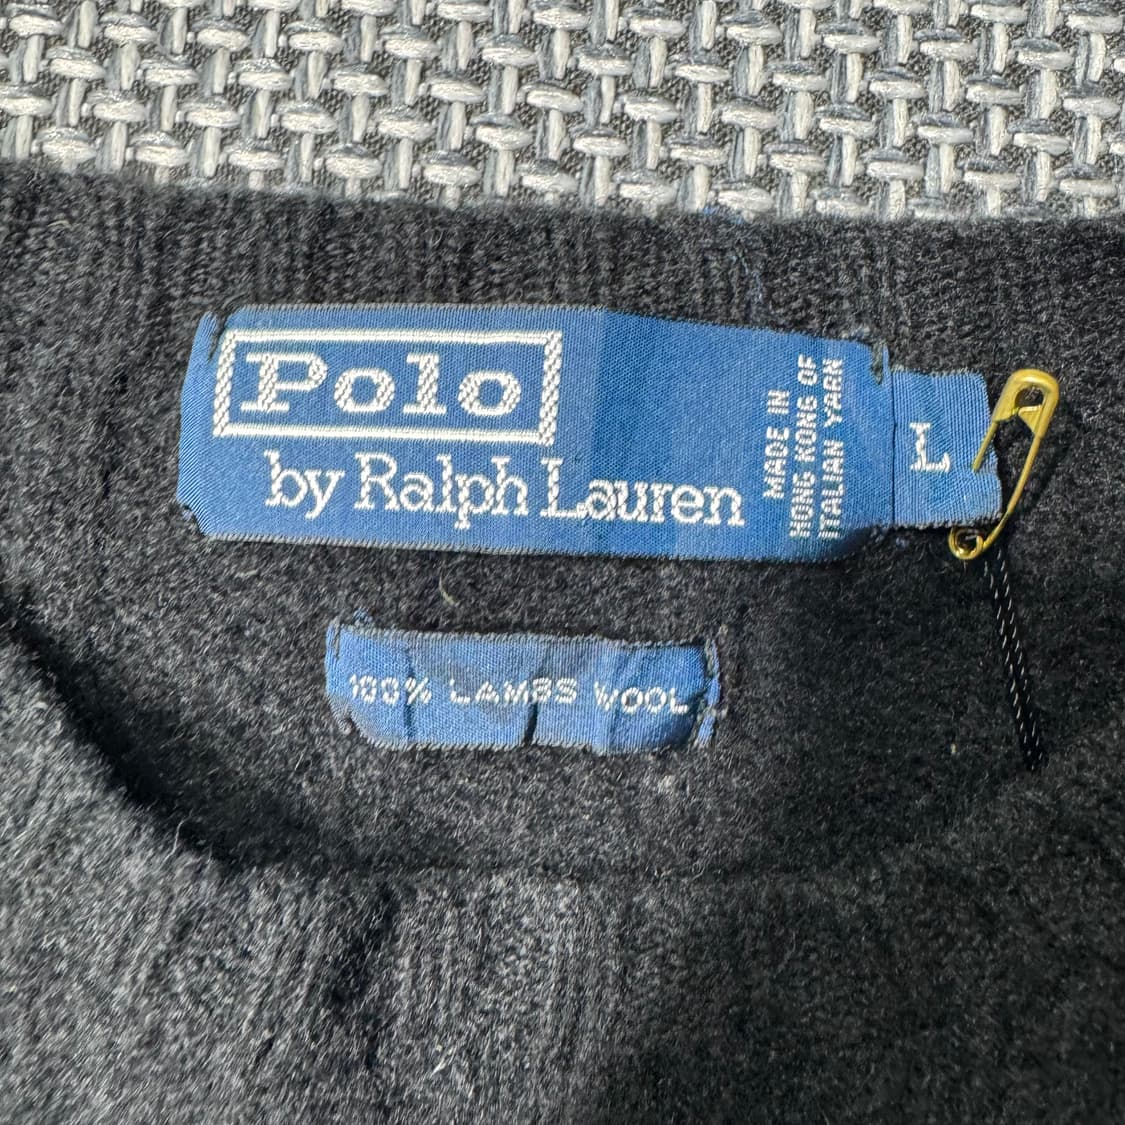 Polo
by Ralph Lauren
MADE IN
HONG KONG OF
ITALIAN YARN
L
100% LAMBS WOOL